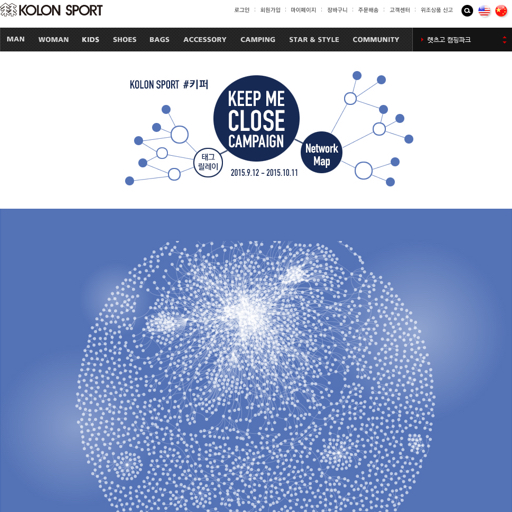 KOLON SPORT
로그인 회원가입 마이페이지 장바구니 주문배송 고객센터 위조상품 신고
MAN WOMAN KIDS SHOES BAGS ACCESSORY CAMPING STAR & STYLE COMMUNITY 햇츠고 캠핑파크
KOLON SPORT #키퍼
KEEP ME
CLOSE
CAMPAIGN
태그
릴레이
Network
Map
2015.9.12 - 2015.10.11